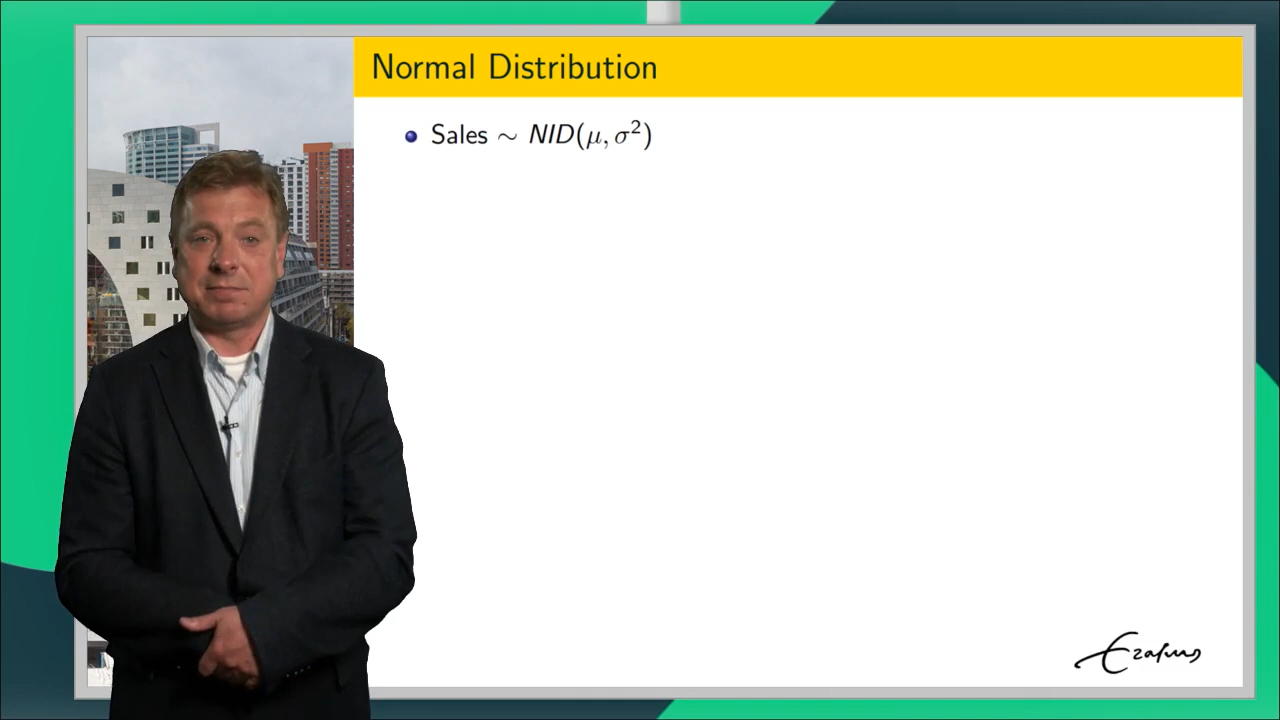 Normal Distribution
Sales ∼ NID(μ, σ²)
Erasmus